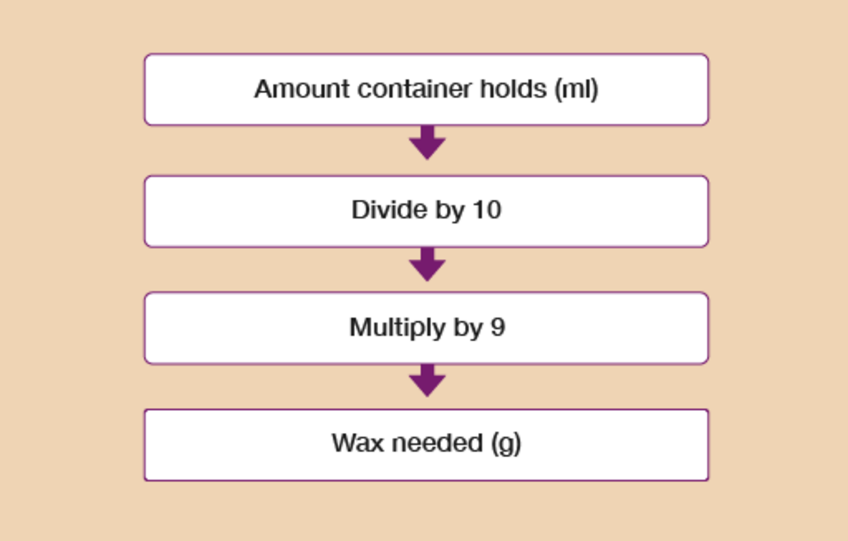 Amount container holds (ml)
Divide by 10
Multiply by 9
Wax needed (g)